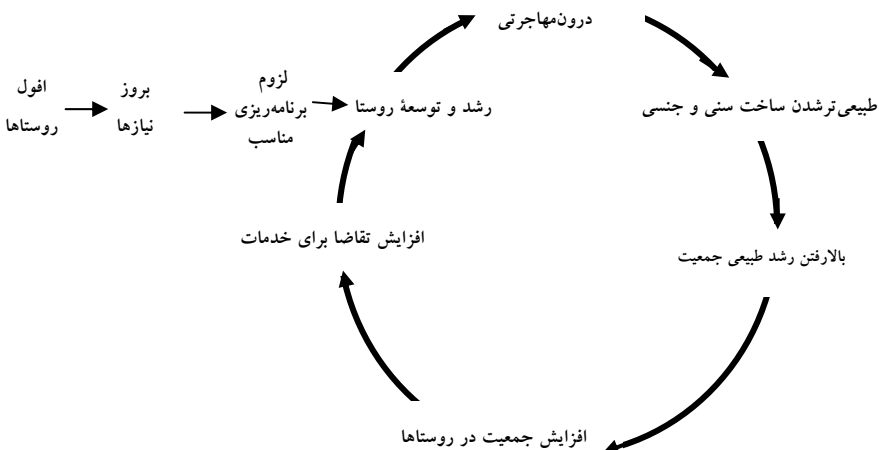 درون‌مهاجرتی
طبیعی‌ترشدن ساخت سنی و جنسی
بالارفتن رشد طبیعی جمعیت
افزایش جمعیت در روستاها
افزایش تقاضا برای خدمات
رشد و توسعۀ روستا
لزوم
برنامه‌ریزی
مناسب
بروز
نیازها
افول
روستاها